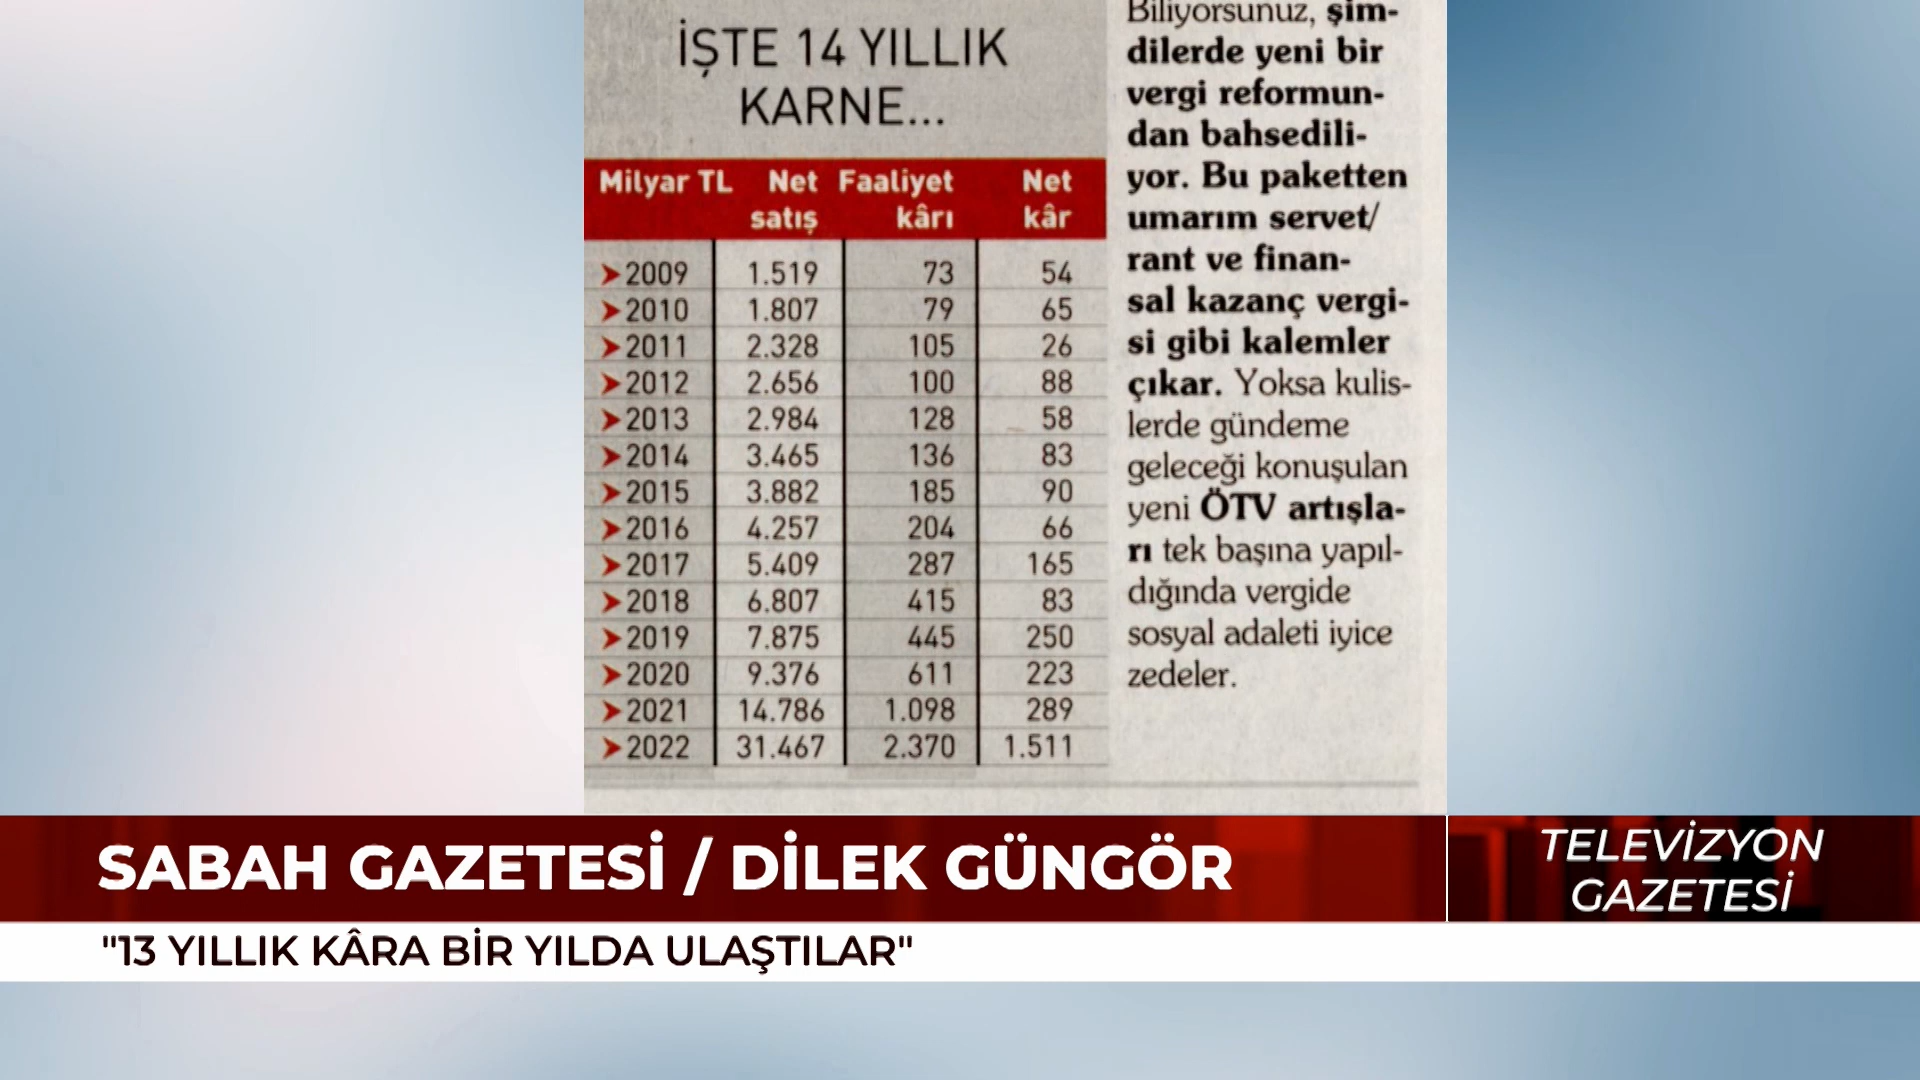 İŞTE 14 YILLIK
KARNE...
Milyar TL Net satış Faaliyet kârı Net kâr
➤2009 1.519 73 54
➤2010 1.807 79 65
➤2011 2.328 105 26
➤2012 2.656 100 88
➤2013 2.984 128 58
➤2014 3.465 136 83
➤2015 3.882 185 90
➤2016 4.257 204 66
➤2017 5.409 287 165
➤2018 6.807 415 83
➤2019 7.875 445 250
➤2020 9.376 611 223
➤2021 14.786 1.098 289
➤2022 31.467 2.370 1.511
Biliyorsunuz, şim-
dilerde yeni bir
vergi reformun-
dan bahsedili-
yor. Bu paketten
umarım servet/
rant ve finan-
sal kazanç vergi-
si gibi kalemler
çıkar. Yoksa kulis-
lerde gündeme
geleceği konuşulan
yeni ÖTV artışla-
rı tek başına yapıl-
dığında vergide
sosyal adaleti iyice
zedeler.
SABAH GAZETESİ / DİLEK GÜNGÖR
"13 YILLIK KÂRA BİR YILDA ULAŞTILAR"
TELEVİZYON
GAZETESİ